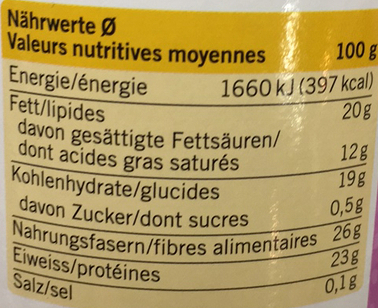 Nährwerte Ø
Valeurs nutritives moyennes 100 g
Energie/énergie 1660 kJ (397 kcal)
Fett/lipides 20g
davon gesättigte Fettsäuren/
dont acides gras saturés 12g
Kohlenhydrate/glucides 19g
davon Zucker/dont sucres 0,5g
Nahrungsfasern/fibres alimentaires 26g
Eiweiss/protéines 23g
Salz/sel 0,1g